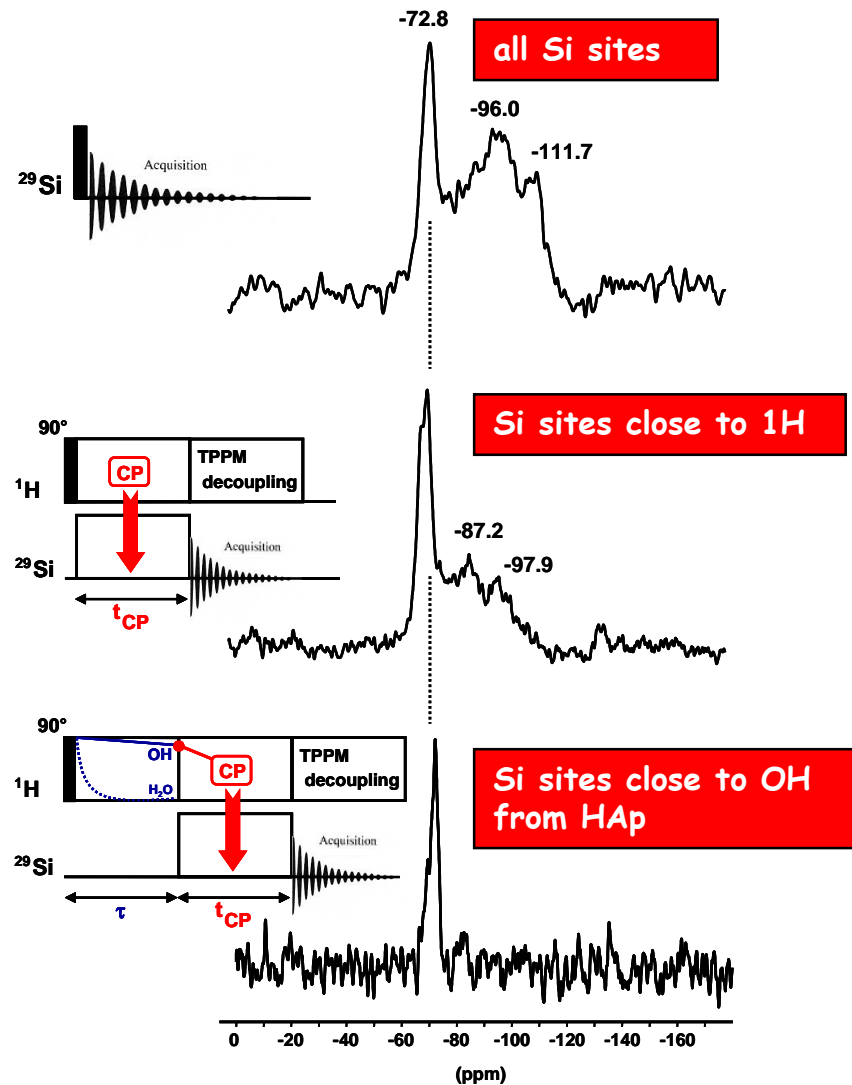 -72.8
all Si sites
-96.0
-111.7
Acquisition
29Si
Si sites close to 1H
90°
CP
TPPM
decoupling
1H
-87.2
-97.9
Acquisition
29Si
tCP
90°
OH
CP
TPPM
decoupling
H2O
1H
Si sites close to OH
from HAp
Acquisition
29Si
τ
tCP
0 -20 -40 -60 -80 -100 -120 -140 -160
(ppm)